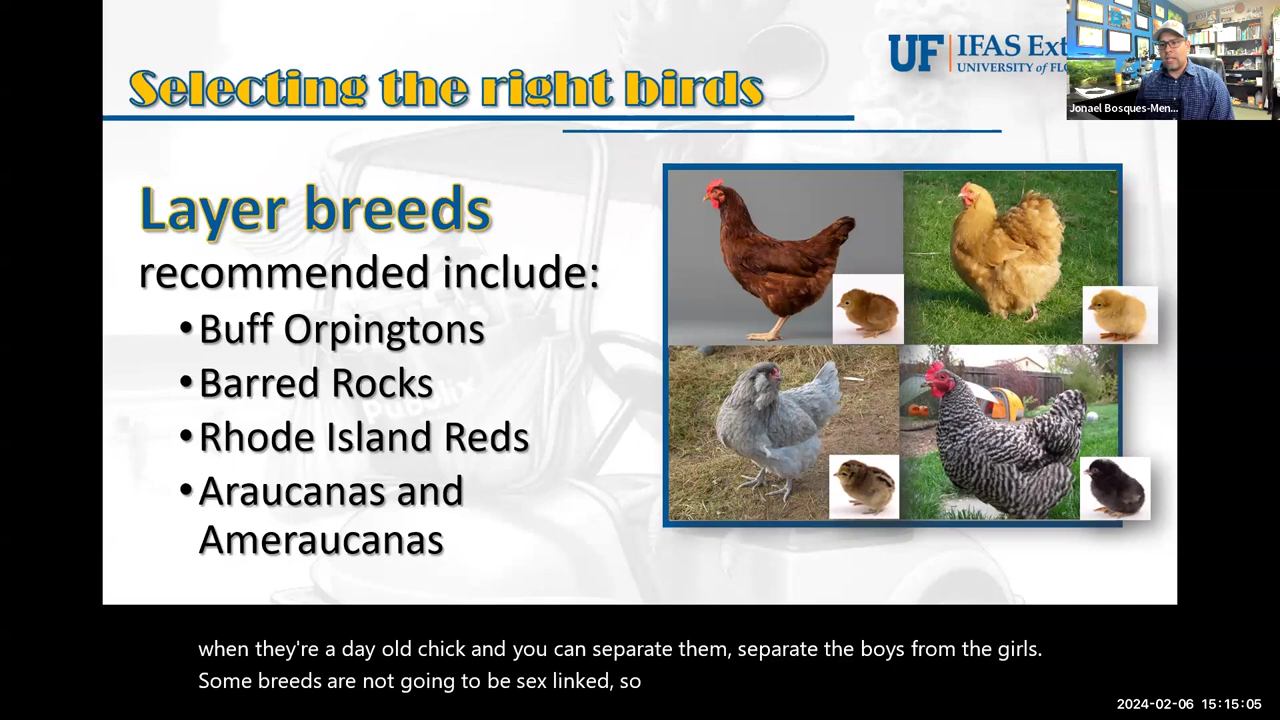 Selecting the right birds
UF | IFAS Ext
UNIVERSITY of FL
Jonael Bosques-Men...
Layer breeds
recommended include:
•Buff Orpingtons
•Barred Rocks
•Rhode Island Reds
•Araucanas and
Ameraucanas
Publix
when they're a day old chick and you can separate them, separate the boys from the girls.
Some breeds are not going to be sex linked, so
2024-02-06 15:15:05